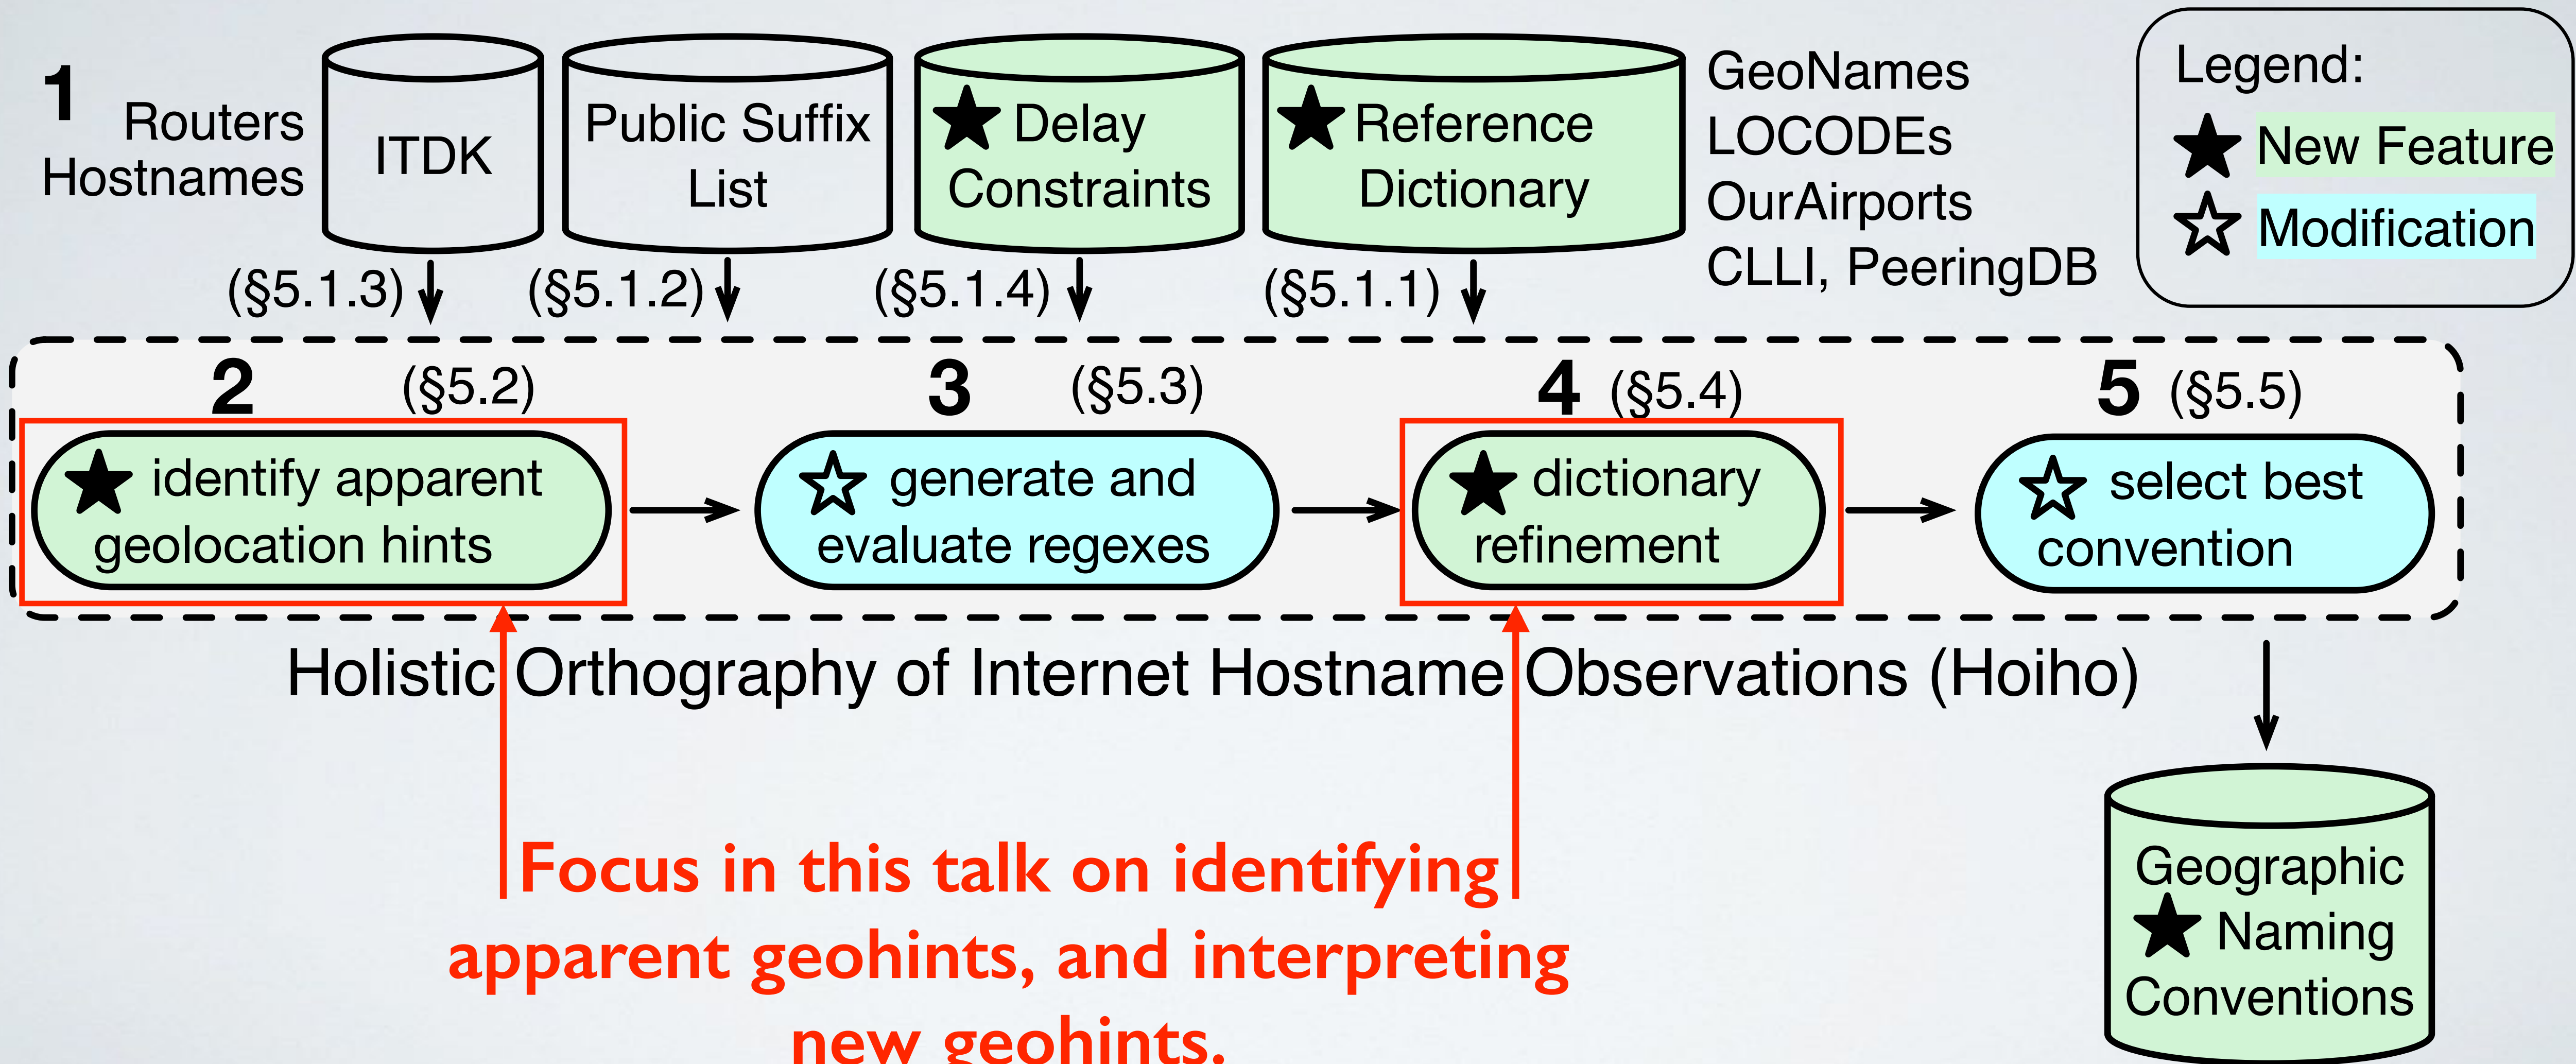 1
Routers
Hostnames
ITDK
Public Suffix
List
★ Delay
Constraints
★ Reference
Dictionary
GeoNames
LOCODEs
OurAirports
CLLI, PeeringDB
Legend:
★ New Feature
☆ Modification
(§5.1.3)
(§5.1.2)
(§5.1.4)
(§5.1.1)
2 (§5.2)
★ identify apparent
geolocation hints
3 (§5.3)
☆ generate and
evaluate regexes
4 (§5.4)
★ dictionary
refinement
5 (§5.5)
☆ select best
convention
Holistic Orthography of Internet Hostname Observations (Hoiho)
Focus in this talk on identifying
apparent geohints, and interpreting
new geohints.
Geographic
★ Naming
Conventions